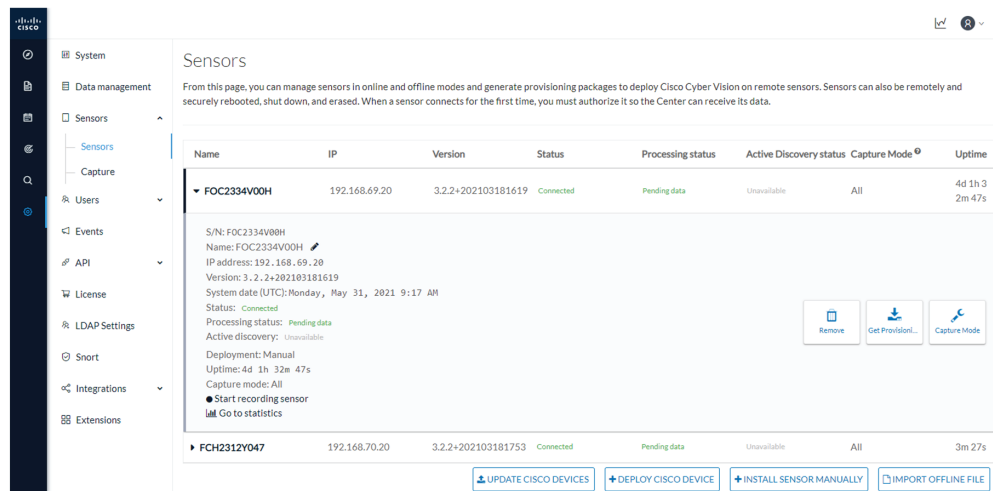 CISCO
System
Sensors
From this page, you can manage sensors in online and offline modes and generate provisioning packages to deploy Cisco Cyber Vision on remote sensors. Sensors can also be remotely and
securely rebooted, shut down, and erased. When a sensor connects for the first time, you must authorize it so the Center can receive its data.
Data management
Sensors
Sensors
Capture
Users
Events
API
License
LDAP Settings
Snort
Integrations
Extensions
Name IP Version Status Processing status Active Discovery status Capture Mode Uptime
FOC2334V00H 192.168.69.20 3.2.2+202103181619 Connected Pending data Unavailable All 4d 1h 3
2m 47s
S/N: FOC2334V00H
Name: FOC2334V00H
IP address: 192.168.69.20
Version: 3.2.2+202103181619
System date (UTC): Monday, May 31, 2021 9:17 AM
Status: Connected
Processing status: Pending data
Active discovery: Unavailable
Deployment: Manual
Uptime: 4d 1h 32m 47s
Capture mode: All
Start recording sensor
Go to statistics
Remove
Get Provisioni...
Capture Mode
FCH2312Y047 192.168.70.20 3.2.2+202103181753 Connected Pending data Unavailable All 3m 27s
UPDATE CISCO DEVICES
+ DEPLOY CISCO DEVICE
+ INSTALL SENSOR MANUALLY
IMPORT OFFLINE FILE